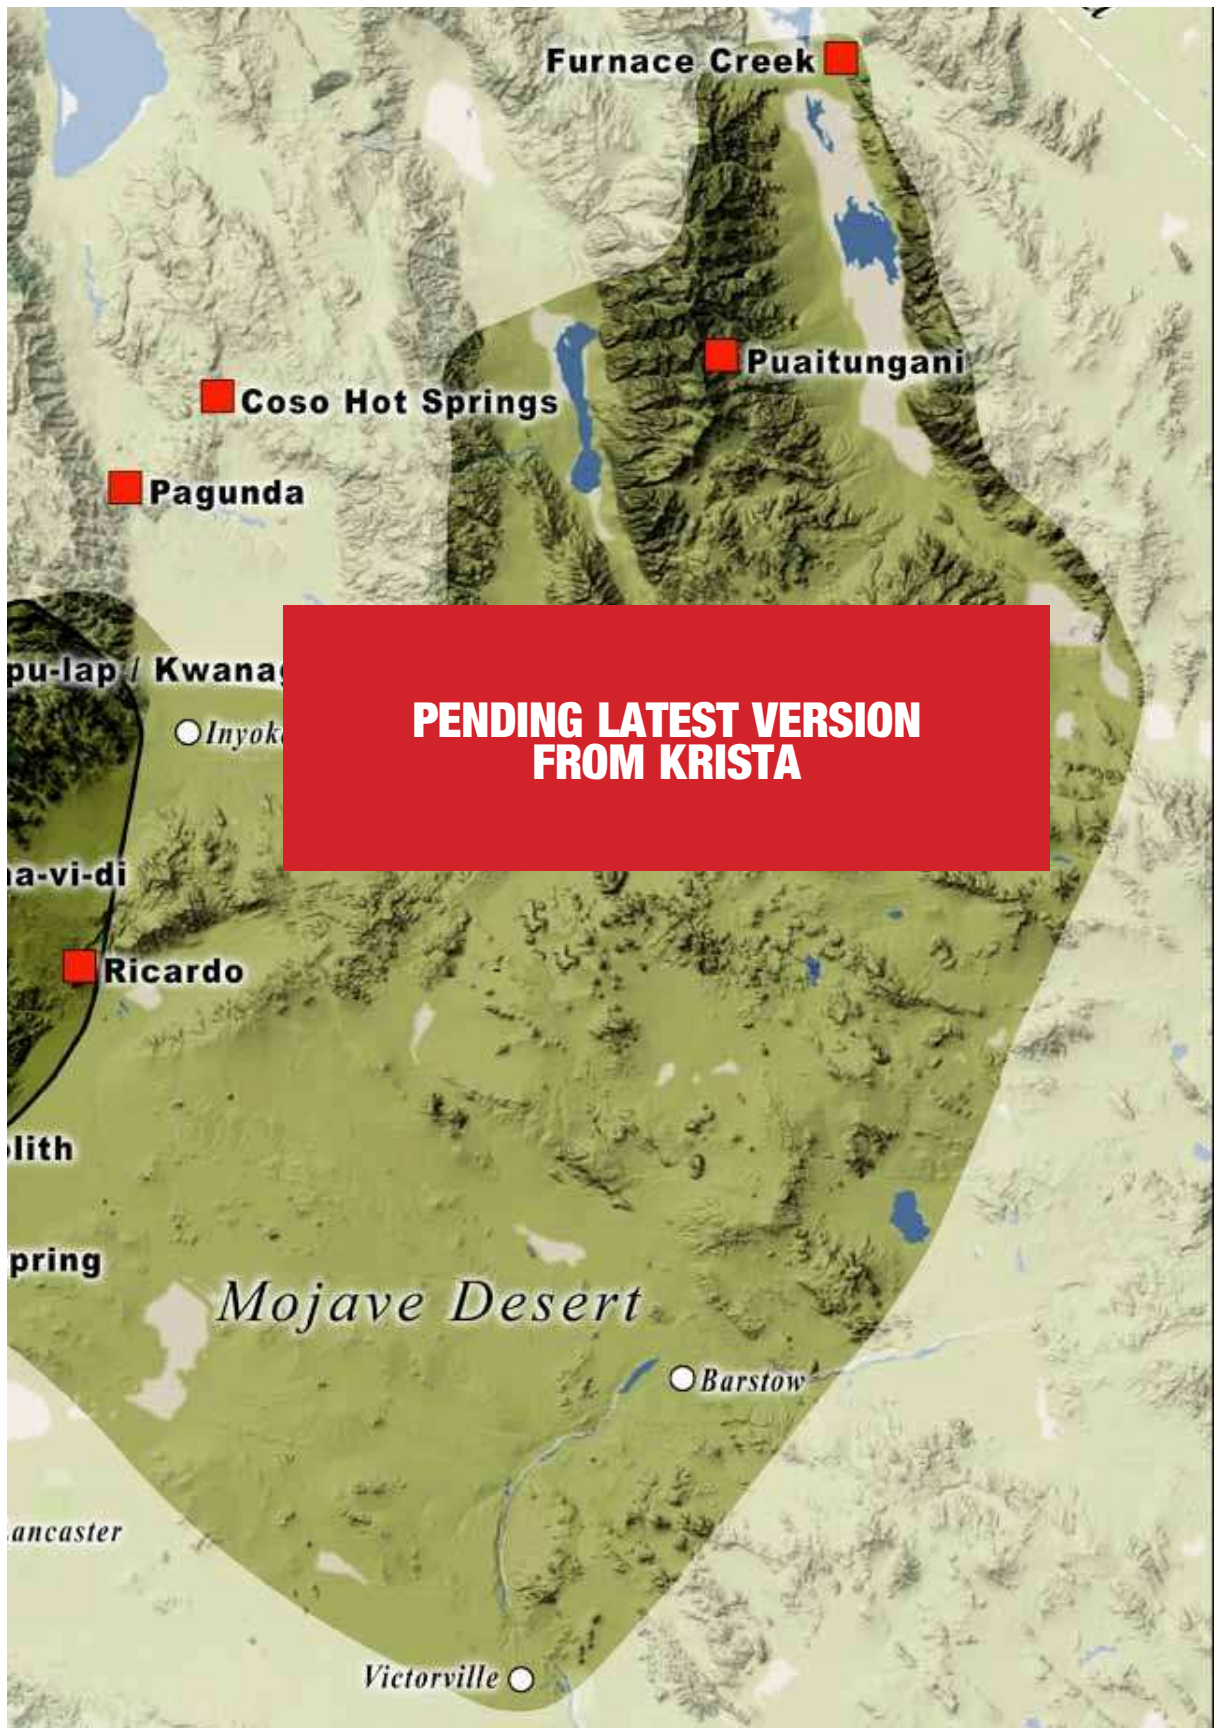 Furnace Creek
Puaitungani
Coso Hot Springs
Pagunda
pu-lap / Kwanag
Inyok
PENDING LATEST VERSION
FROM KRISTA
a-vi-di
Ricardo
lith
pring
Mojave Desert
Barstow
ancaster
Victorville